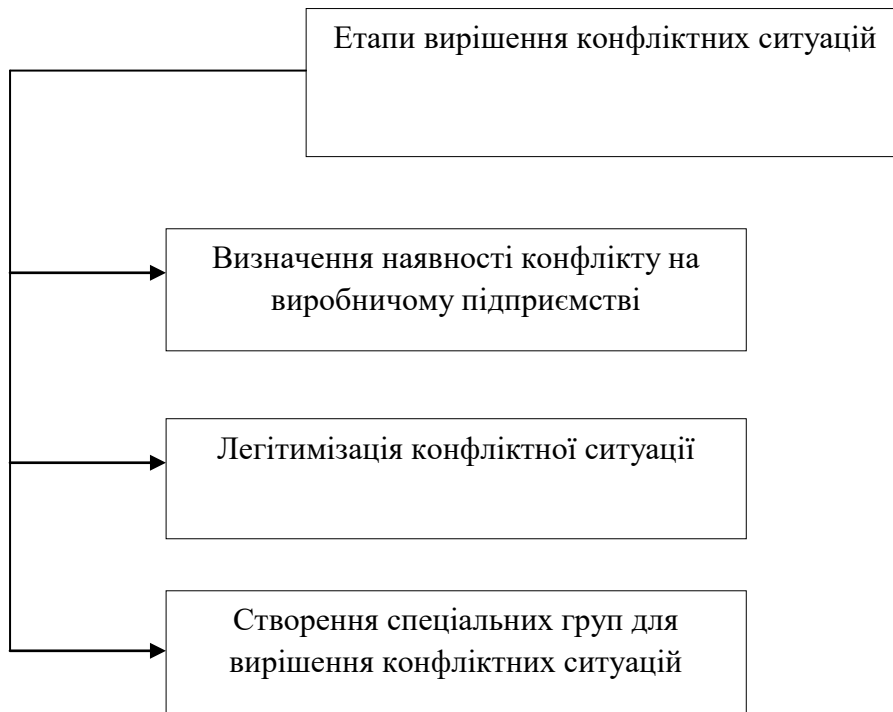 Етапи вирішення конфліктних ситуацій
Визначення наявності конфлікту на
виробничому підприємстві
Легітимізація конфліктної ситуації
Створення спеціальних груп для
вирішення конфліктних ситуацій